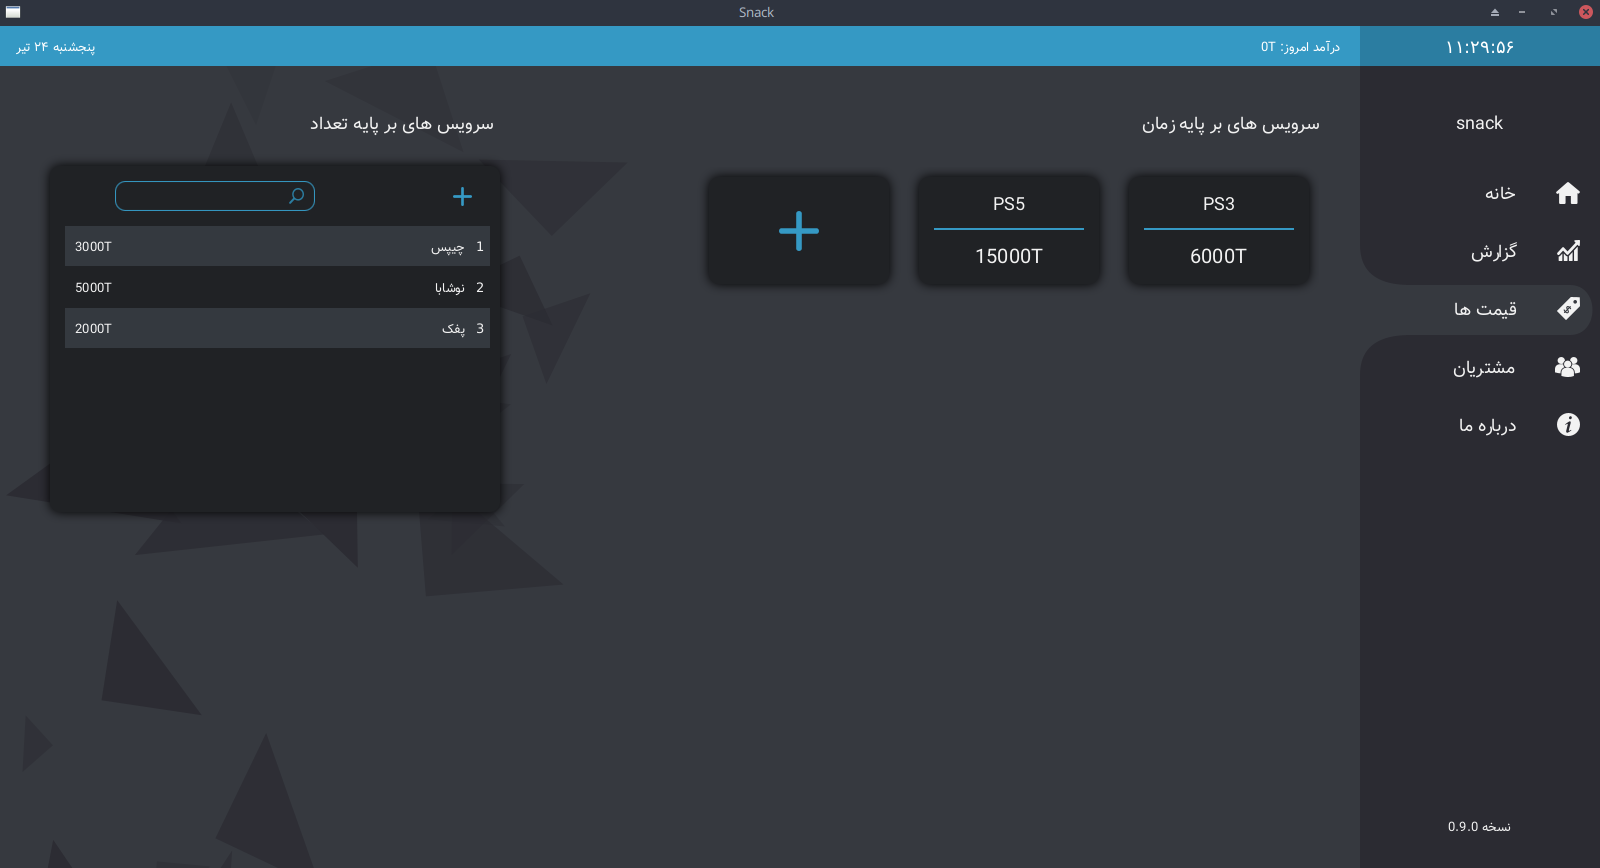 Snack
۱۱:۲۹:۵۶
درآمد امروز: 0T
پنجشنبه ۲۴ تیر
snack
خانه
گزارش
قیمت ها
مشتریان
درباره ما
نسخه 0.9.0
سرویس های بر پایه زمان
PS3
6000T
PS5
15000T
سرویس های بر پایه تعداد
1 چیپس 3000T
2 نوشابا 5000T
3 پفک 2000T